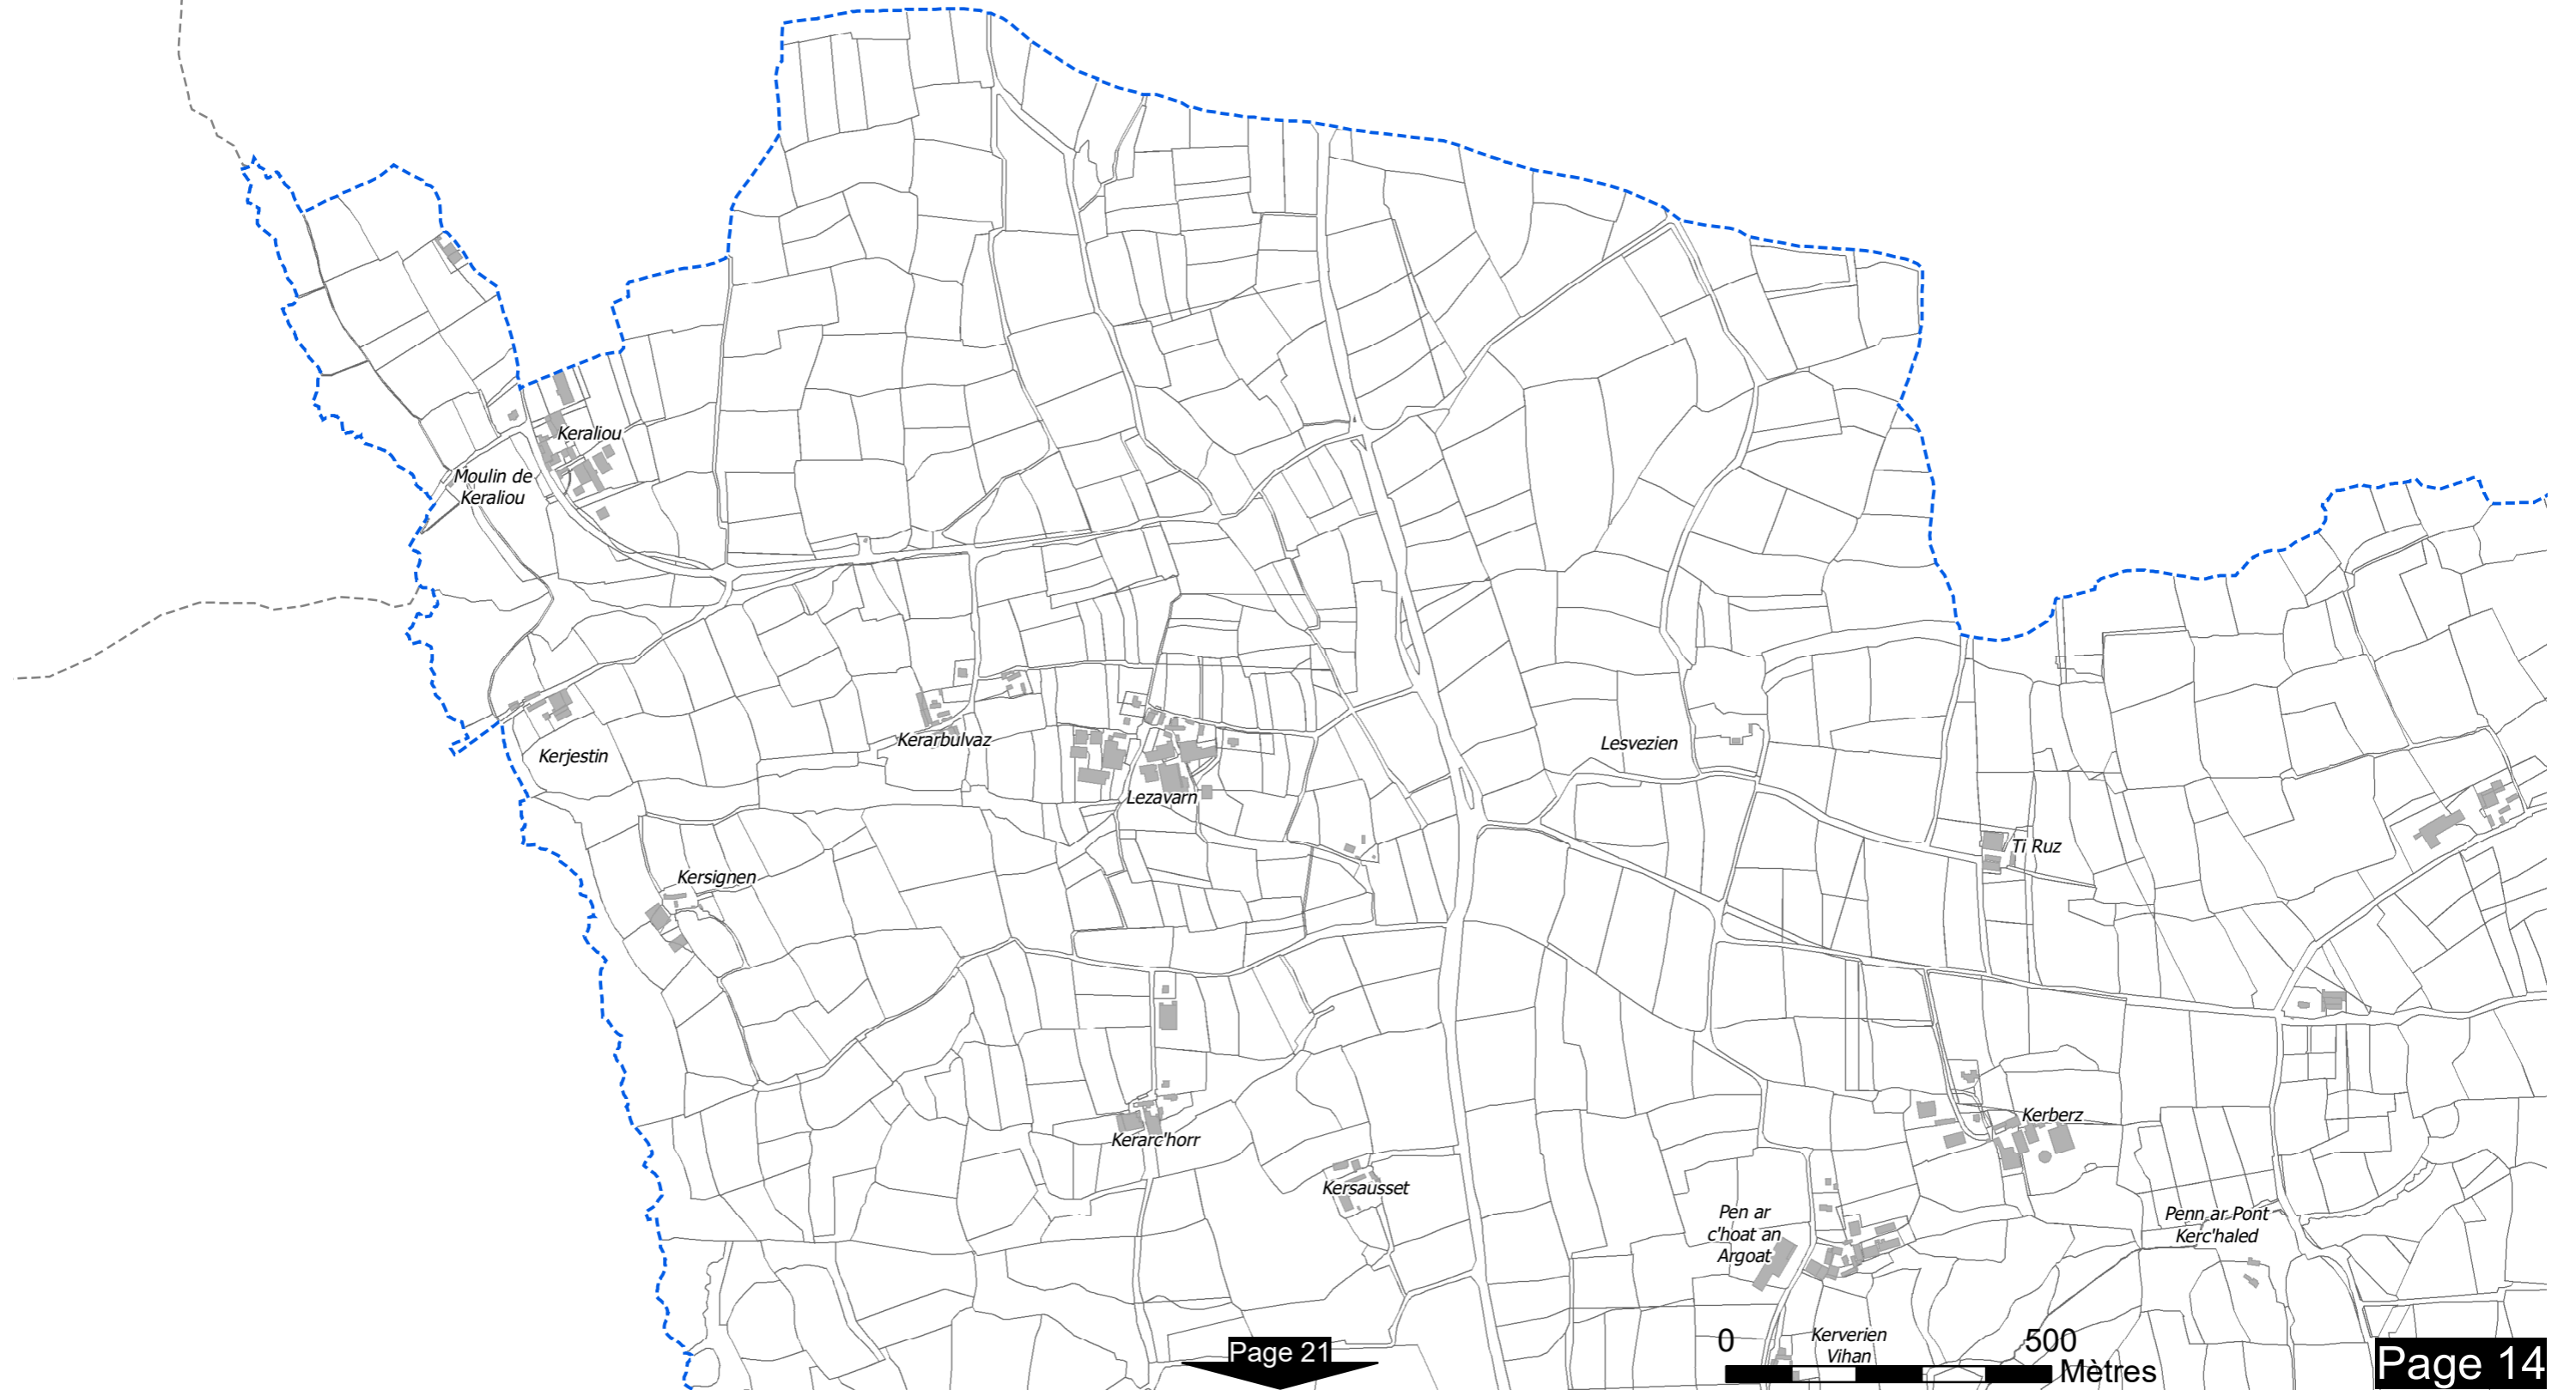 Keraliou
Moulin de
Keraliou
Kerarbulvaz
Lesvezien
Kerjestin
Lezavarn
Ti Ruz
Kersignen
Kerberz
Kerarc'horr
Kersausset
Pen ar
c'hoat an
Argoat
Penn ar Pont
Kerc'haled
Kerverien
Vihan
0 500
Mètres
Page 21
Page 14